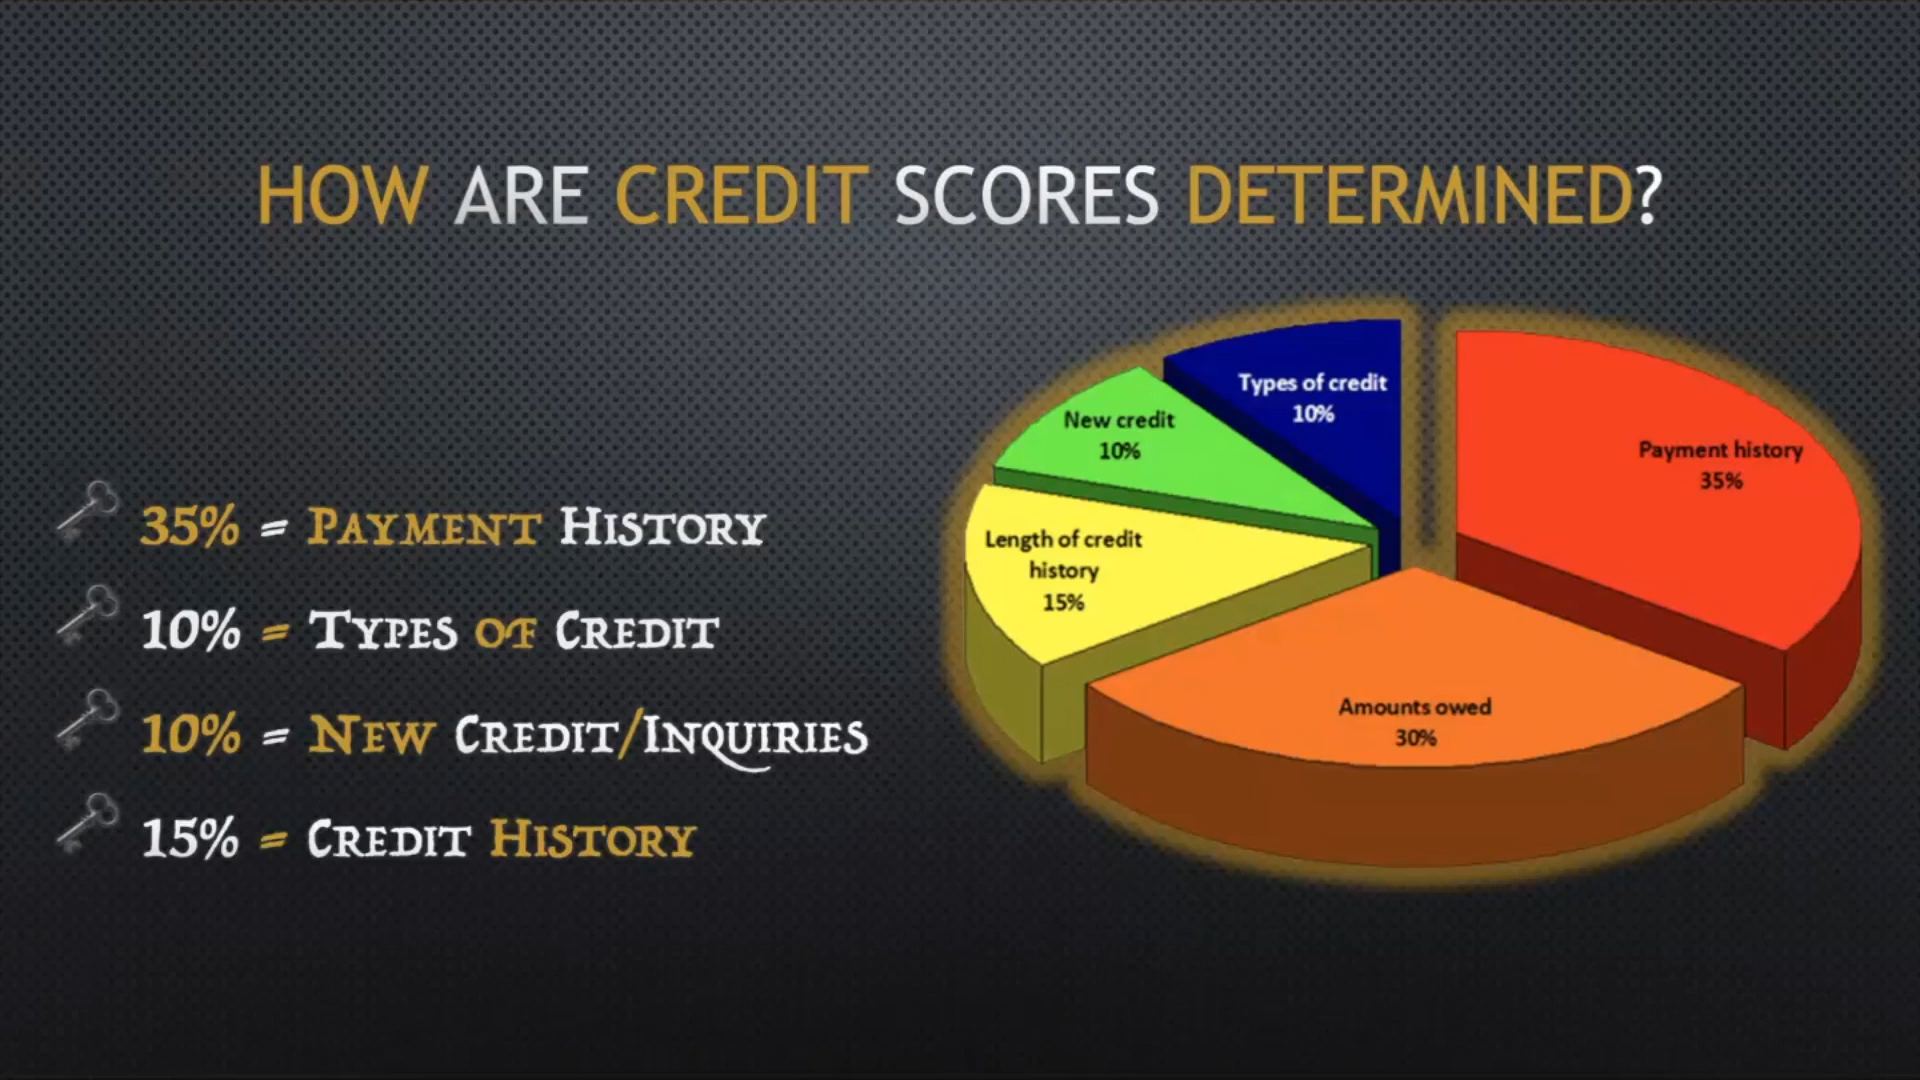 HOW ARE CREDIT SCORES DETERMINED?
35% = PAYMENT HISTORY
10% = TYPES OF CREDIT
10% = NEW CREDIT/INQUIRIES
15% = CREDIT HISTORY
Types of credit
10%
New credit
10%
Payment history
35%
Length of credit
history
15%
Amounts owed
30%